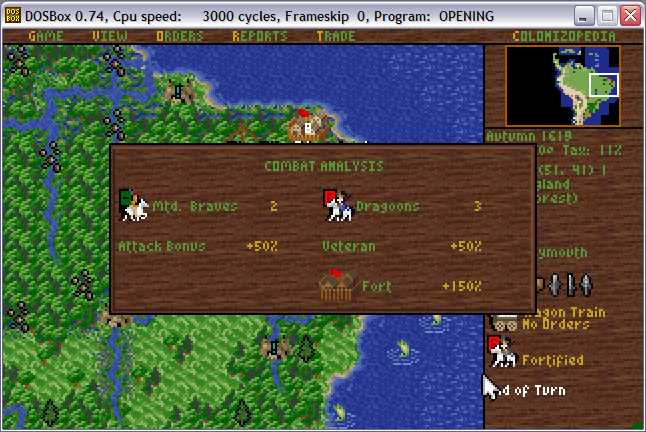 DOSBox 0.74, Cpu speed: 3000 cycles, Frameskip 0, Program: OPENING
GAME VIEW ORDERS REPORTS TRADE COLONIZOPEDIA
Autumn 1619
Tax: 11%
(51, 41)
gland
orest)
COMBAT ANALYSIS
Mtd. Braves 2 Dragoons 3
Attack Bonus +50% Veteran +50%
Fort +150%
ymouth
agon Train
No Orders
Fortified
nd of Turn